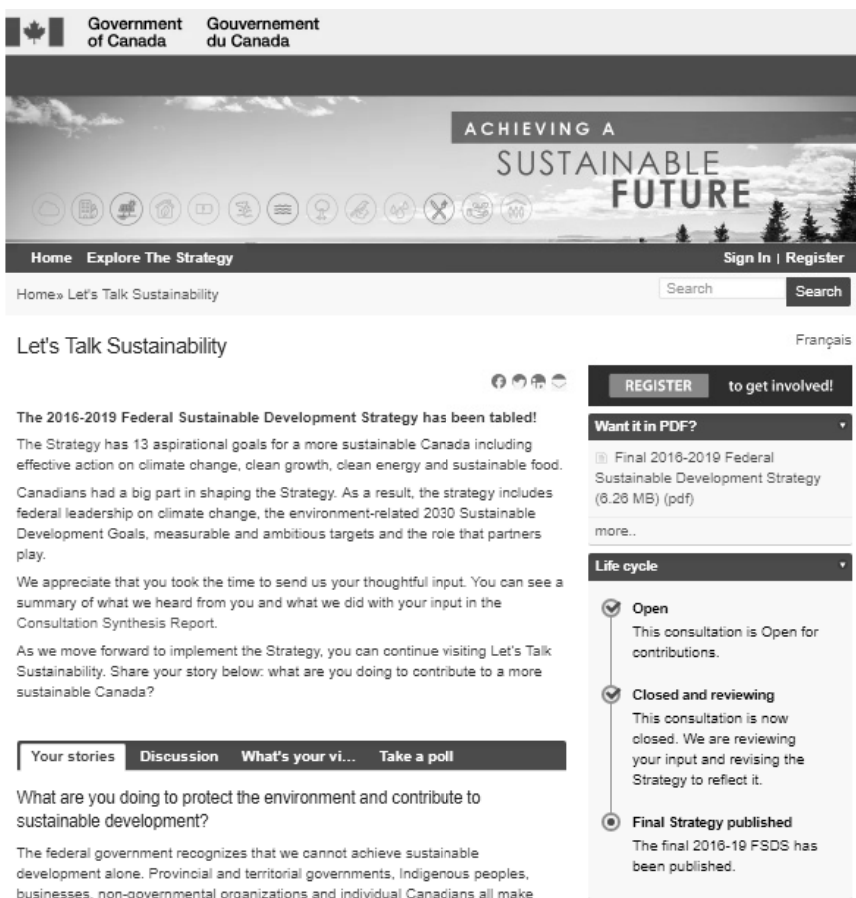 Government of Canada
Gouvernement du Canada
ACHIEVING A
SUSTAINABLE
FUTURE
Home Explore The Strategy
Sign In | Register
Home» Let's Talk Sustainability
Search
Search
Let's Talk Sustainability
Français
The 2016-2019 Federal Sustainable Development Strategy has been tabled!
The Strategy has 13 aspirational goals for a more sustainable Canada including
effective action on climate change, clean growth, clean energy and sustainable food.
Canadians had a big part in shaping the Strategy. As a result, the strategy includes
federal leadership on climate change, the environment-related 2030 Sustainable
Development Goals, measurable and ambitious targets and the role that partners
play.
We appreciate that you took the time to send us your thoughtful input. You can see a
summary of what we heard from you and what we did with your input in the
Consultation Synthesis Report.
As we move forward to implement the Strategy, you can continue visiting Let's Talk
Sustainability. Share your story below: what are you doing to contribute to a more
sustainable Canada?
Your stories Discussion What's your vi... Take a poll
What are you doing to protect the environment and contribute to
sustainable development?
The federal government recognizes that we cannot achieve sustainable
development alone. Provincial and territorial governments, Indigenous peoples,
businesses, non-governmental organizations and individual Canadians all make
REGISTER to get involved!
Want it in PDF?
Final 2016-2019 Federal
Sustainable Development Strategy
(6.26 MB) (pdf)
more..
Life cycle
Open
This consultation is Open for
contributions.
Closed and reviewing
This consultation is now
closed. We are reviewing
your input and revising the
Strategy to reflect it.
Final Strategy published
The final 2016-19 FSDS has
been published.